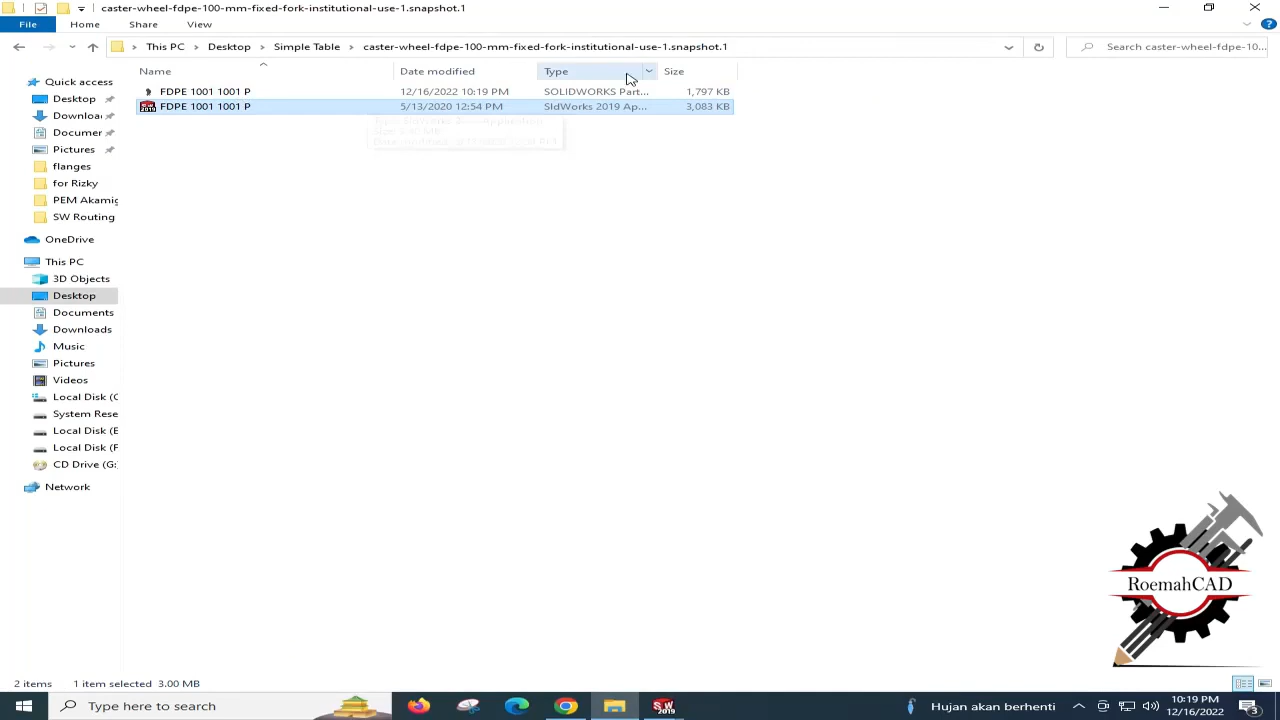 caster-wheel-fdpe-100-mm-fixed-fork-institutional-use-1.snapshot.1
File Home Share View
This PC Desktop Simple Table caster-wheel-fdpe-100-mm-fixed-fork-institutional-use-1.snapshot.1 Search caster-wheel-fdpe-10...
Name Date modified Type Size
FDPE 1001 1001 P 12/16/2022 10:19 PM SOLIDWORKS Part... 1,797 KB
FDPE 1001 1001 P 5/13/2020 12:54 PM SldWorks 2019 Ap... 3,083 KB
Quick access
Desktop
Downloa
Documer
Pictures
flanges
for Rizky
PEM Akamig
SW Routing
OneDrive
This PC
3D Objects
Desktop
Documents
Downloads
Music
Pictures
Videos
Local Disk (C
System Rese
Local Disk (E
Local Disk (F
CD Drive (G:
Network
RoemahCAD
2 items 1 item selected 3.00 MB
Type here to search
SW 2019
Hujan akan berhenti
10:19 PM
12/16/2022
3